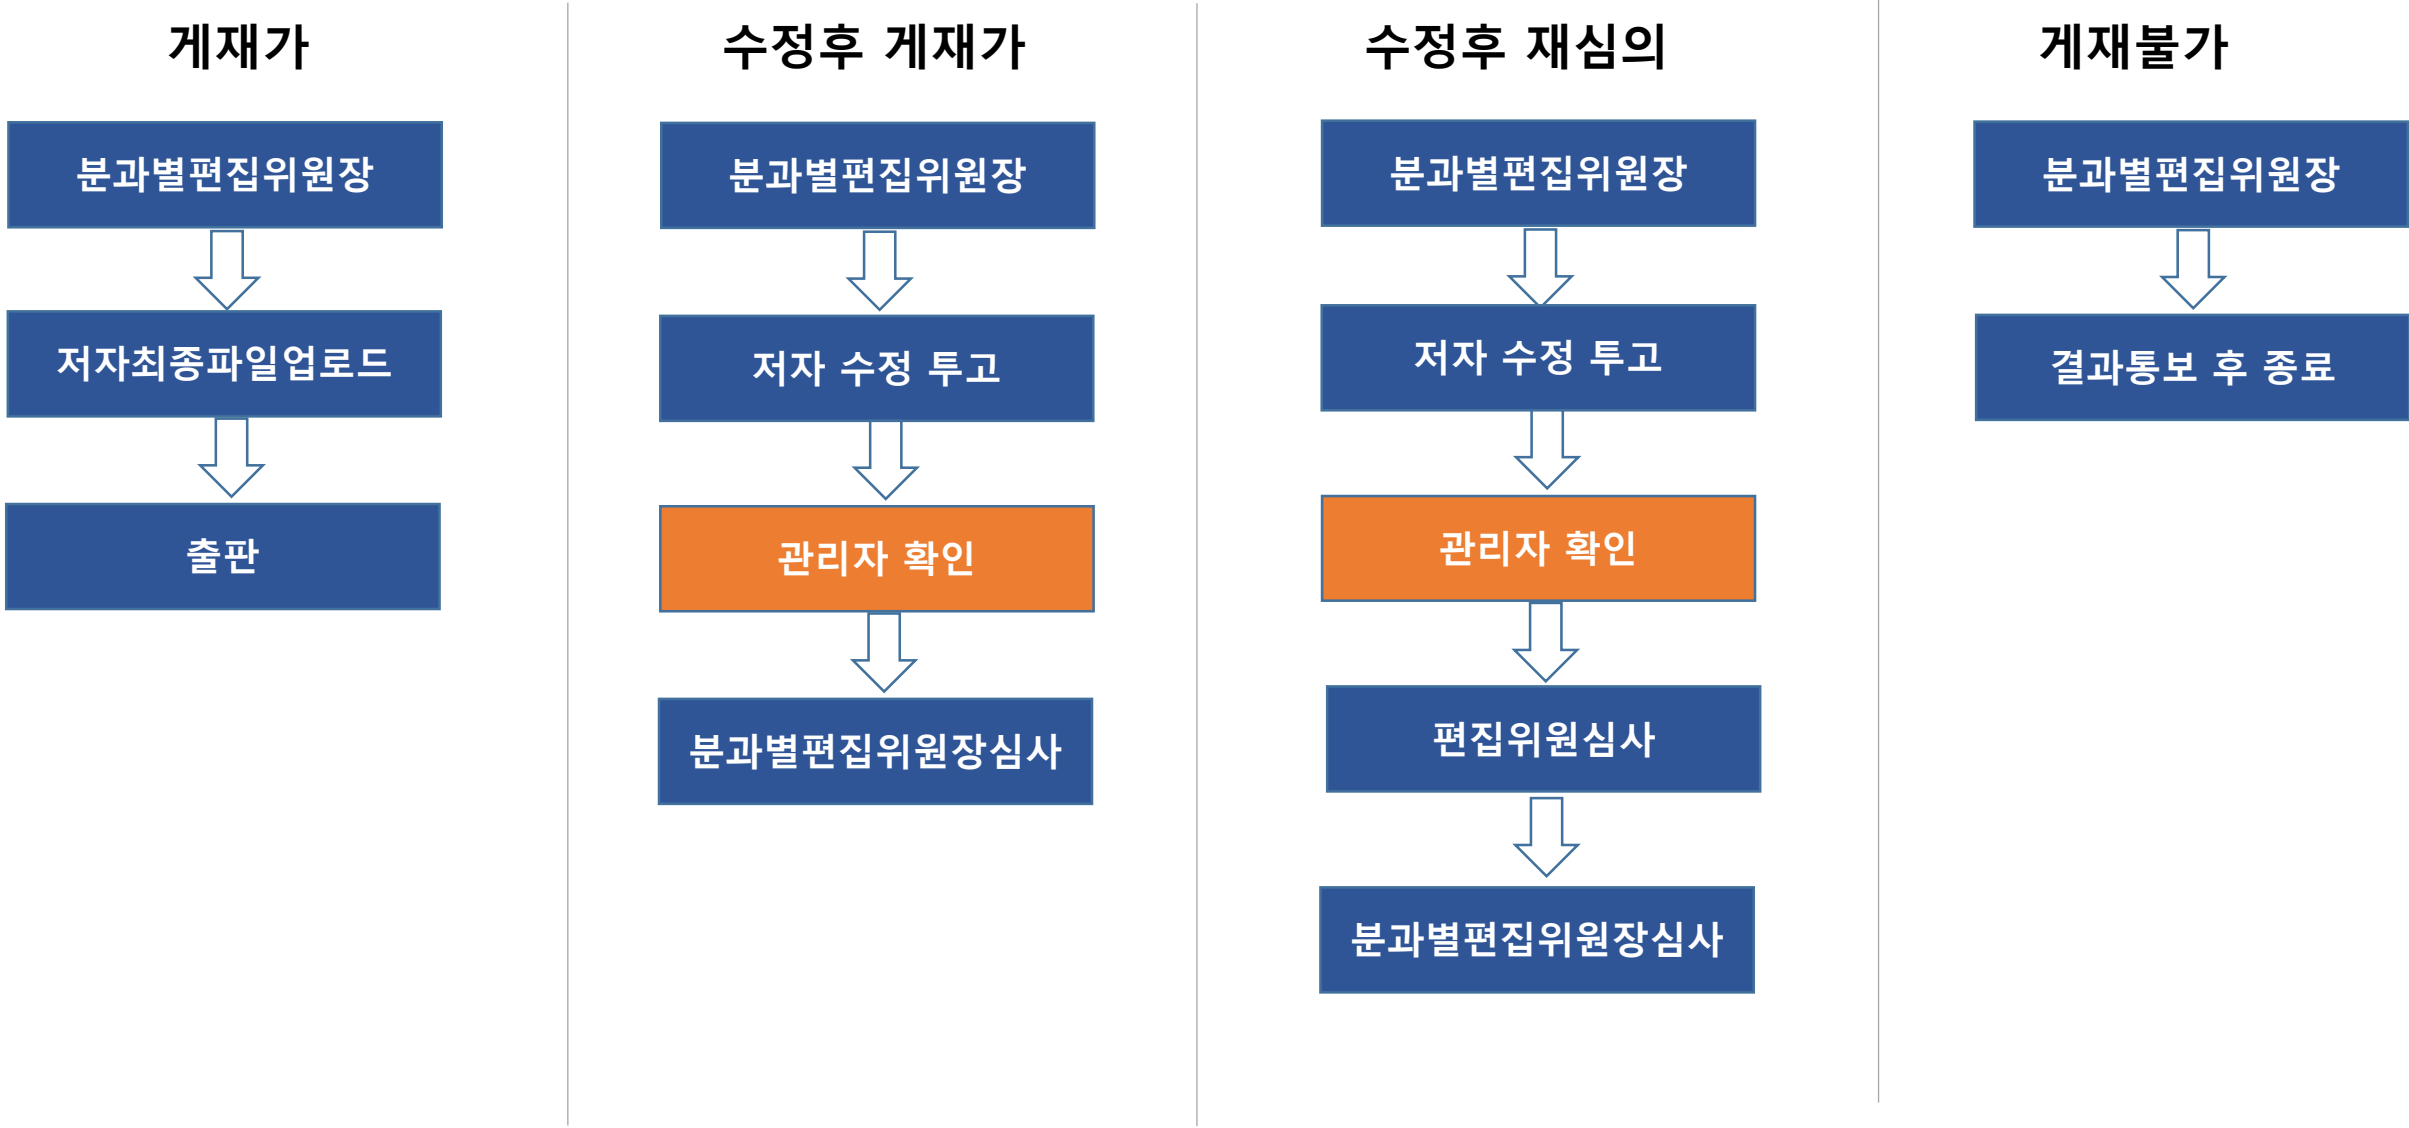 게재가
분과별편집위원장
저자최종파일업로드
출판
수정후 게재가
분과별편집위원장
저자 수정 투고
관리자 확인
분과별편집위원장심사
수정후 재심의
분과별편집위원장
저자 수정 투고
관리자 확인
편집위원심사
분과별편집위원장심사
게재불가
분과별편집위원장
결과통보 후 종료